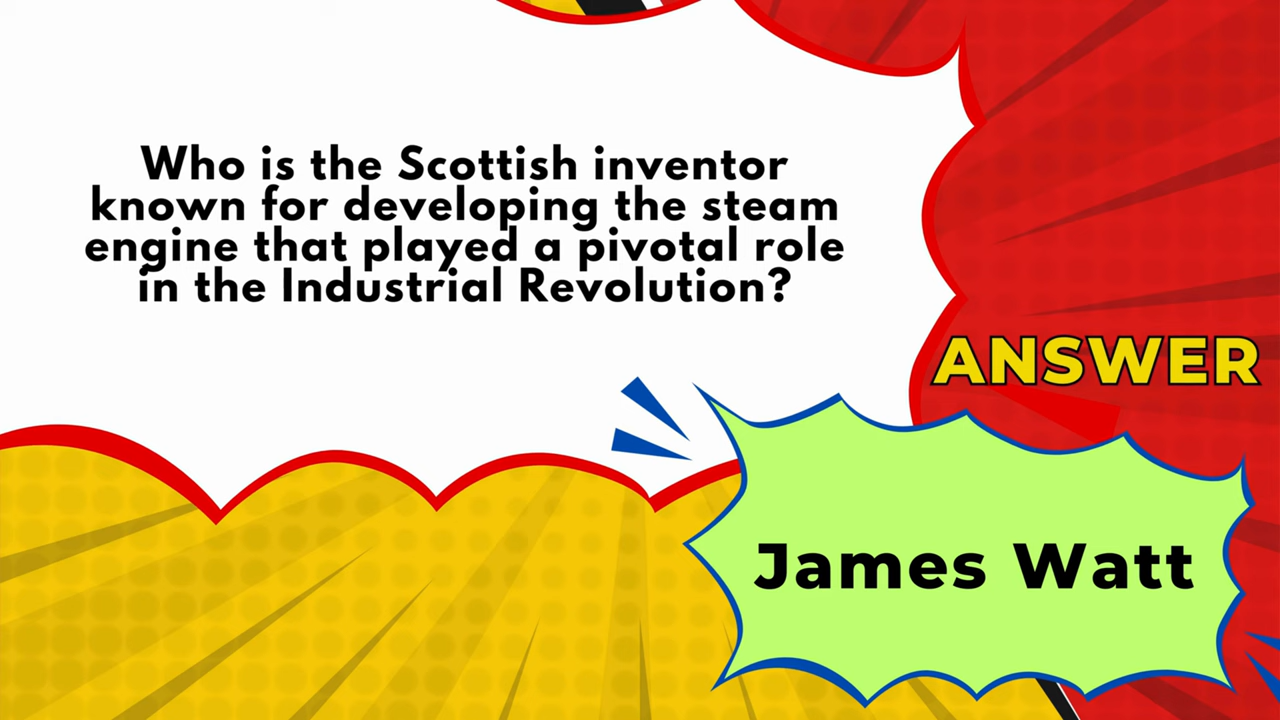 Who is the Scottish inventor
known for developing the steam
engine that played a pivotal role
in the Industrial Revolution?
ANSWER
James Watt